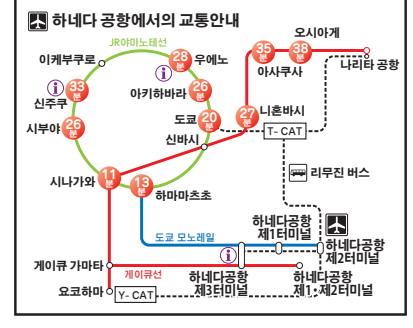 하네다 공항에서의 교통안내
오시아게
JR야마노테선
이케부쿠로
28분
우에노
35분
38분
아사쿠사
나리타 공항
33분
신주쿠
26분
아키하바라
27분
니혼바시
시부야
26분
도쿄
20분
T- CAT
신바시
리무진 버스
시나가와
11분
13분
하마마츠초
도쿄 모노레일
하네다공항
제1터미널
하네다공항
제2터미널
게이큐 가마타
게이큐선
하네다공항
제3터미널
하네다공항
제1·제2터미널
요코하마
Y- CAT